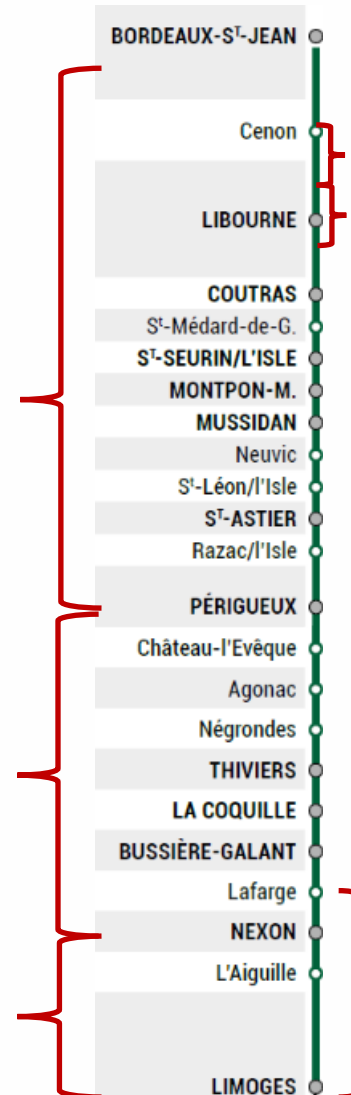 BORDEAUX-Sᵀ-JEAN
Cenon
LIBOURNE
COUTRAS
Sᵗ-Médard-de-G.
Sᵀ-SEURIN/L'ISLE
MONTPON-M.
MUSSIDAN
Neuvic
Sᵗ-Léon/l'Isle
Sᵀ-ASTIER
Razac/l'Isle
PÉRIGUEUX
Château-l'Evêque
Agonac
Négrondes
THIVIERS
LA COQUILLE
BUSSIÈRE-GALANT
Lafarge
NEXON
L'Aiguille
LIMOGES